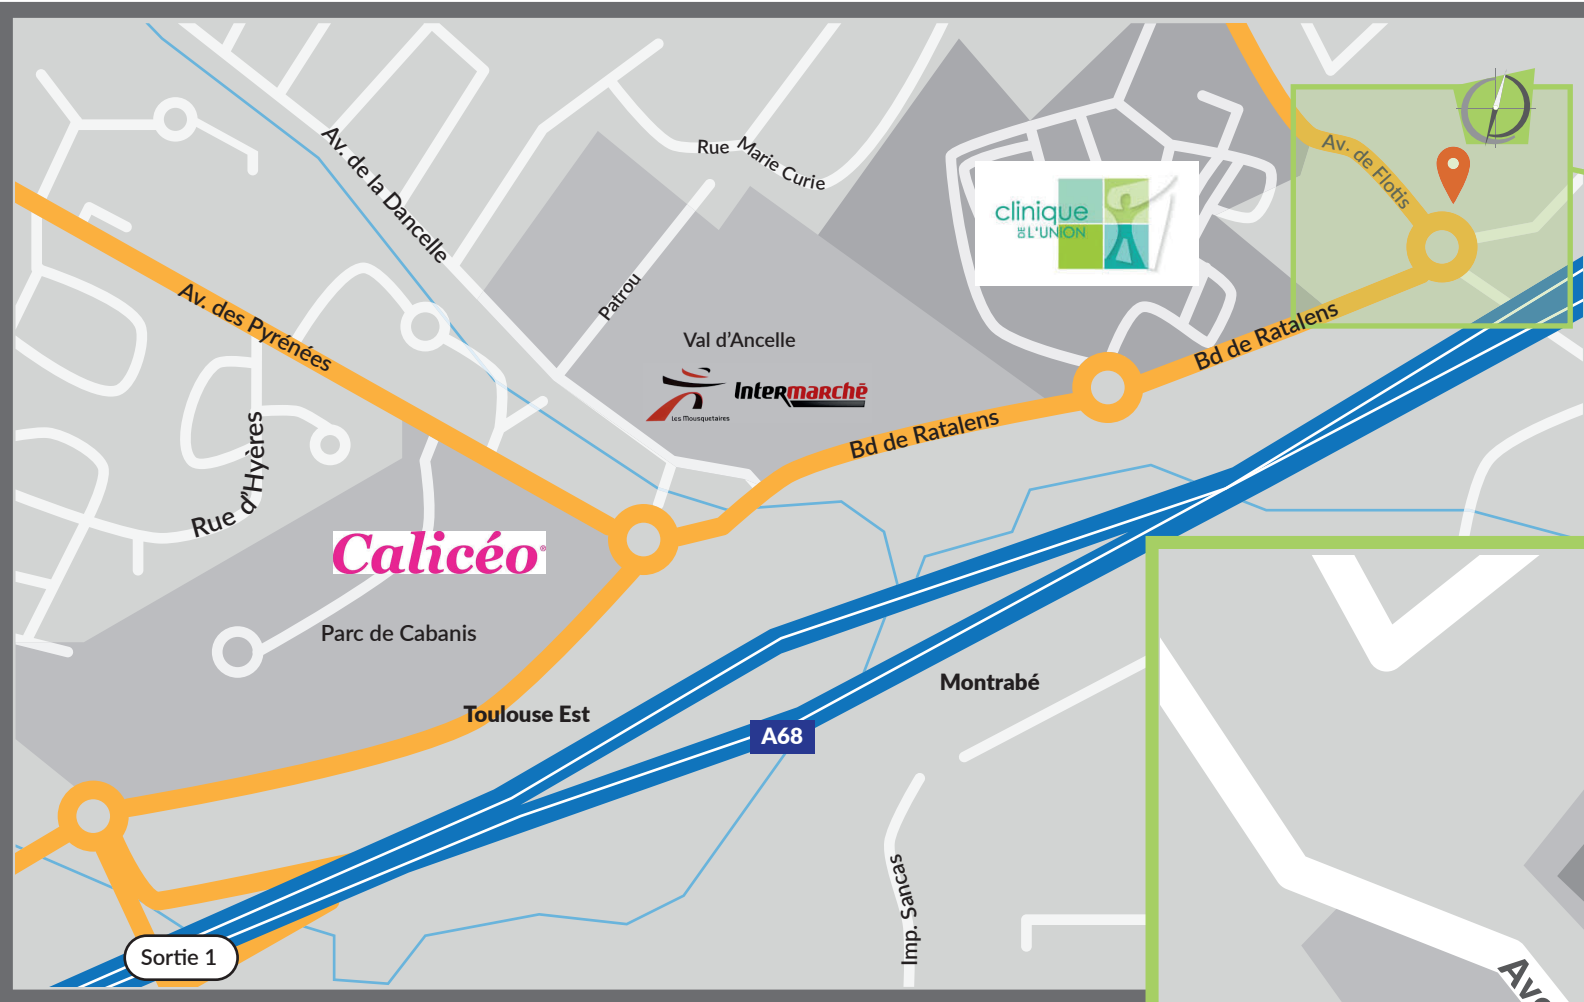 Av. de la Dancelle
Rue Marie Curie
Av. de Flotis
clinique
DE L'UNION
Patrou
Av. des Pyrénées
Val d'Ancelle
Bd de Ratalens
Intermarché
Les Mousquetaires
Bd de Ratalens
Rue d'Hyères
Calicéo®
Parc de Cabanis
Montrabé
Toulouse Est
A68
Imp. Sancas
Sortie 1
Ave